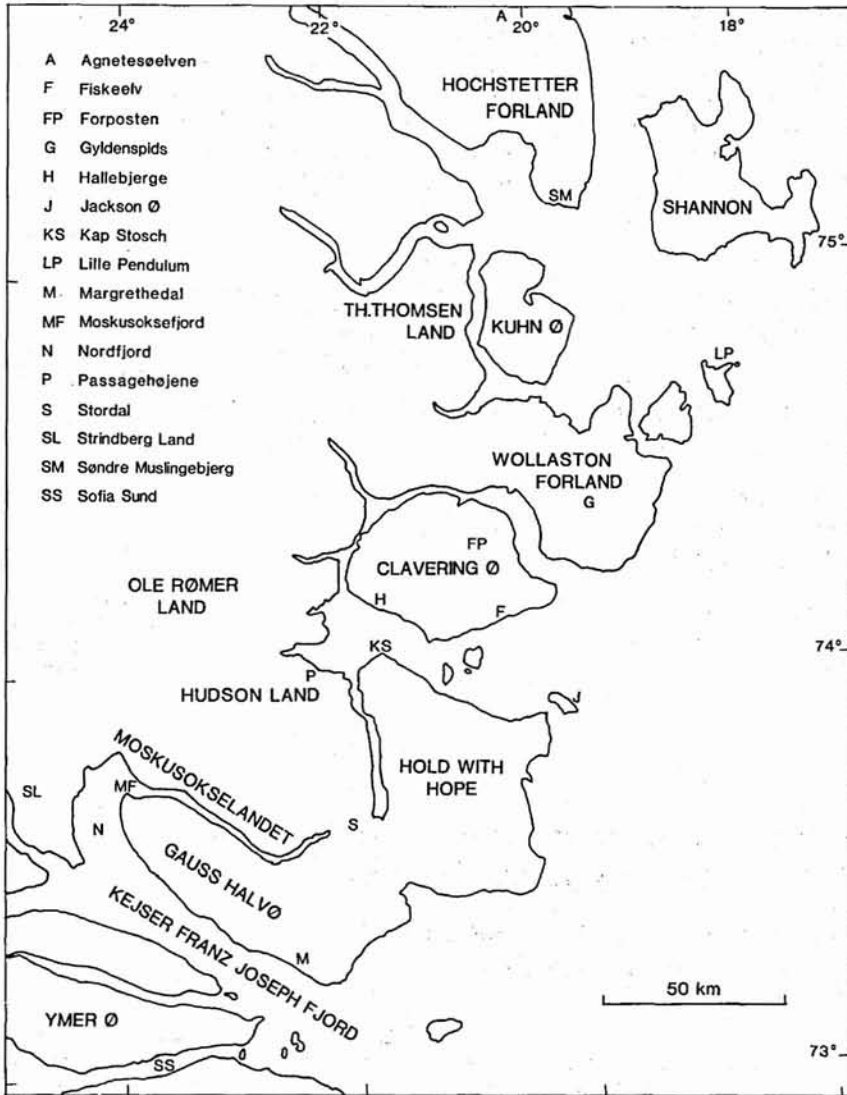 24°
22°
A
20°
18°
A Agnetesøelven
F Fiskeelv
FP Forposten
G Gyldenspids
H Hallebjerge
J Jackson Ø
KS Kap Stosch
LP Lille Pendulum
M Margrethedal
MF Moskusoksefjord
N Nordfjord
P Passagehøjene
S Stordal
SL Strindberg Land
SM Søndre Muslingebjerg
SS Sofia Sund
HOCHSTETTER
FORLAND
SM
SHANNON
75°
TH.THOMSEN
LAND
KUHN Ø
LP
WOLLASTON
FORLAND
G
FP
CLAVERING Ø
OLE RØMER
LAND
H
F
KS
74°
P
HUDSON LAND
J
MOSKUSOKSELANDET
HOLD WITH
HOPE
SL
MF
N
S
GAUSS HALVØ
KEJSER FRANZ JOSEPH FJORD
M
50 km
YMER Ø
SS
73°